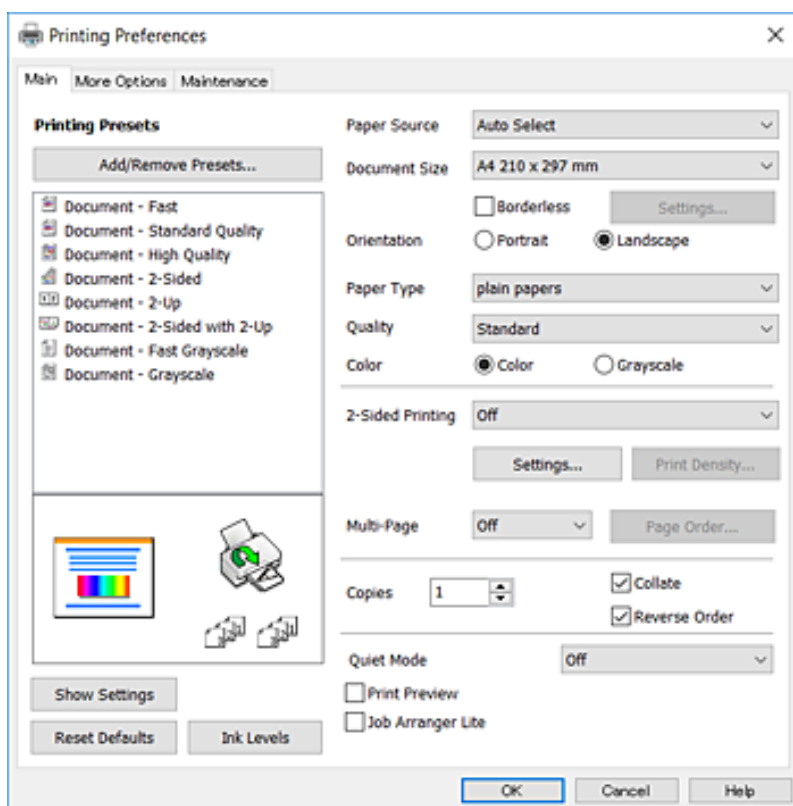 Printing Preferences
Main More Options Maintenance
Printing Presets
Add/Remove Presets...
Document - Fast
Document - Standard Quality
Document - High Quality
Document - 2-Sided
Document - 2-Up
Document - 2-Sided with 2-Up
Document - Fast Grayscale
Document - Grayscale
Show Settings
Reset Defaults Ink Levels
Paper Source Auto Select
Document Size A4 210 x 297 mm
Borderless Settings...
Orientation Portrait Landscape
Paper Type plain papers
Quality Standard
Color Color Grayscale
2-Sided Printing Off
Settings... Print Density...
Multi-Page Off Page Order...
Copies 1 Collate
Reverse Order
Quiet Mode Off
Print Preview
Job Arranger Lite
OK Cancel Help